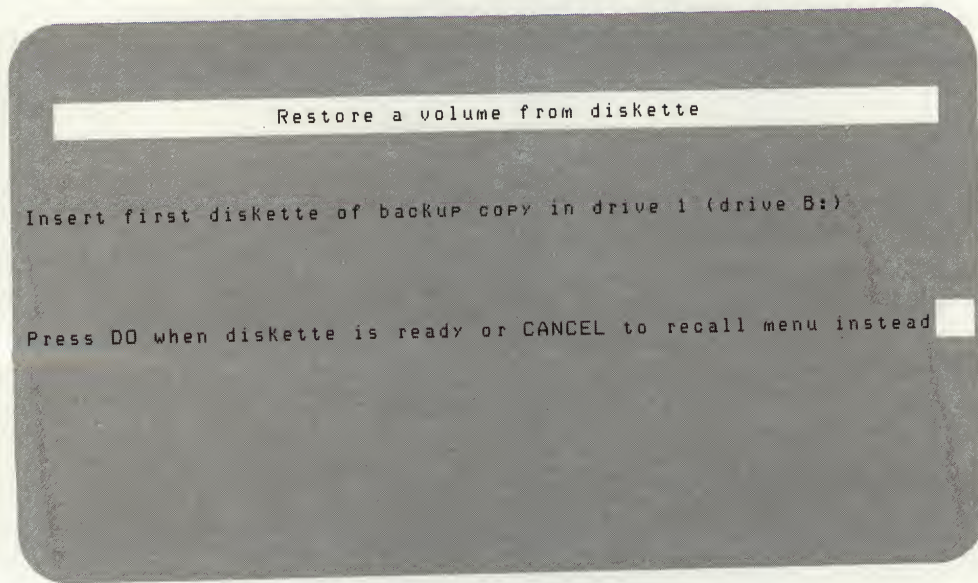 Restore a volume from diskette
Insert first diskette of backup copy in drive 1 (drive B:)
Press DO when diskette is ready or CANCEL to recall menu instead